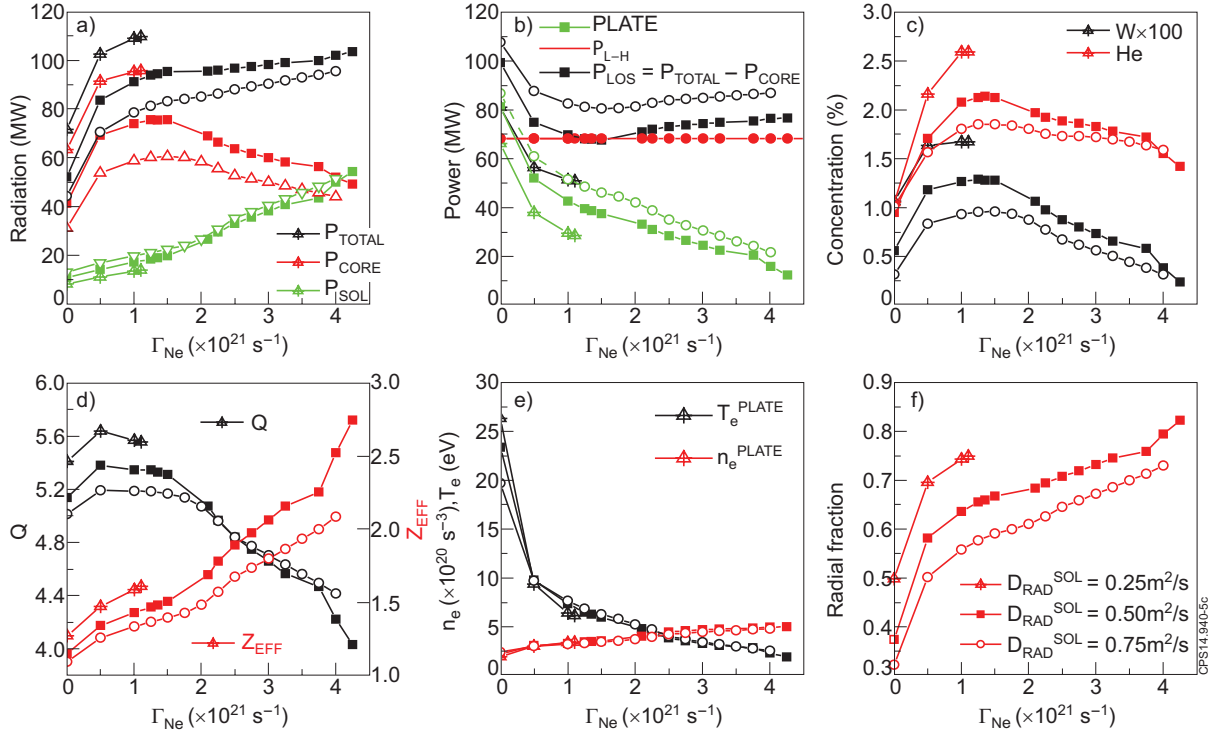 a)
Radiation (MW)
120
100
80
60
40
20
0
P_TOTAL
P_CORE
P_SOL
0 1 2 3 4
Γ_Ne (×10^21 s^−1)
b)
Power (MW)
120
100
80
60
40
20
0
PLATE
P_L−H
P_LOS = P_TOTAL − P_CORE
0 1 2 3 4
Γ_Ne (×10^21 s^−1)
c)
Concentration (%)
3.0
2.5
2.0
1.5
1.0
0.5
0.0
W×100
He
0 1 2 3 4
Γ_Ne (×10^21 s^−1)
d)
Q
6.0
5.6
5.2
4.8
4.4
4.0
Q
Z_EFF
3.0
2.5
2.0
1.5
1.0
Z_EFF
0 1 2 3 4
Γ_Ne (×10^21 s^−1)
e)
n_e (×10^20 s^−3),T_e (eV)
30
25
20
15
10
5
0
T_e^PLATE
n_e^PLATE
0 1 2 3 4
Γ_Ne (×10^21 s^−1)
f)
Radial fraction
0.9
0.8
0.7
0.6
0.5
0.4
0.3
D_RAD^SOL = 0.25m^2/s
D_RAD^SOL = 0.50m^2/s
D_RAD^SOL = 0.75m^2/s
0 1 2 3 4
Γ_Ne (×10^21 s^−1)
CPS14.940-5c